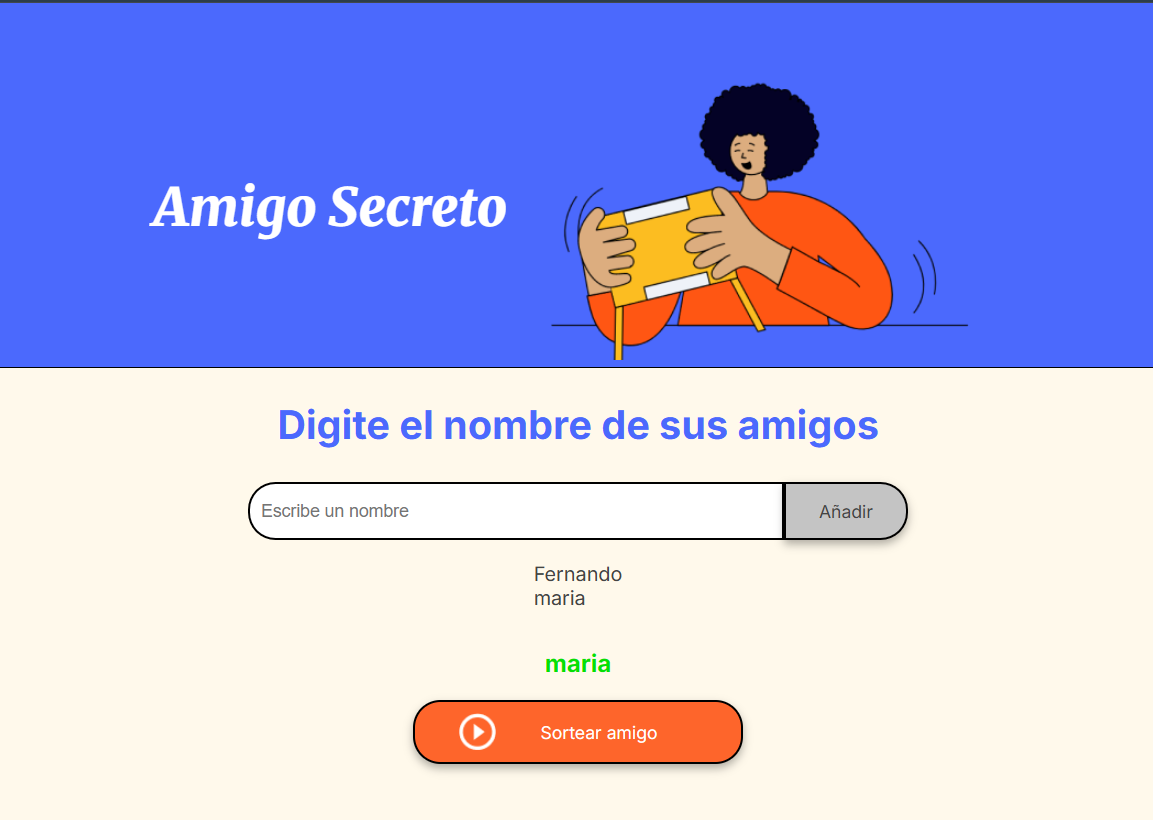 Amigo Secreto
Digite el nombre de sus amigos
Escribe un nombre
Añadir
Fernando
maria
maria
Sortear amigo